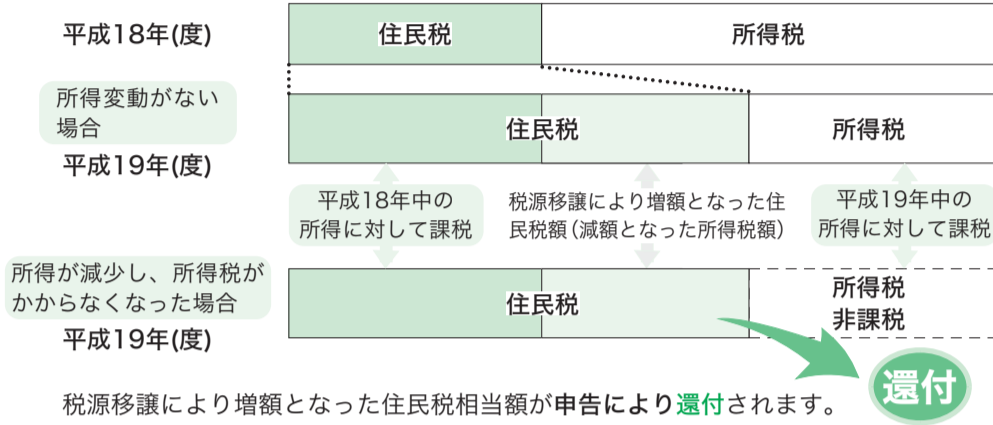 平成18年(度)
住民税
所得税
所得変動がない
場合
平成19年(度)
住民税
所得税
平成18年中の
所得に対して課税
税源移譲により増額となった住
民税額(減額となった所得税額)
平成19年中の
所得に対して課税
所得が減少し、所得税が
かからなくなった場合
平成19年(度)
住民税
所得税
非課税
還付
税源移譲により増額となった住民税相当額が申告により還付されます。